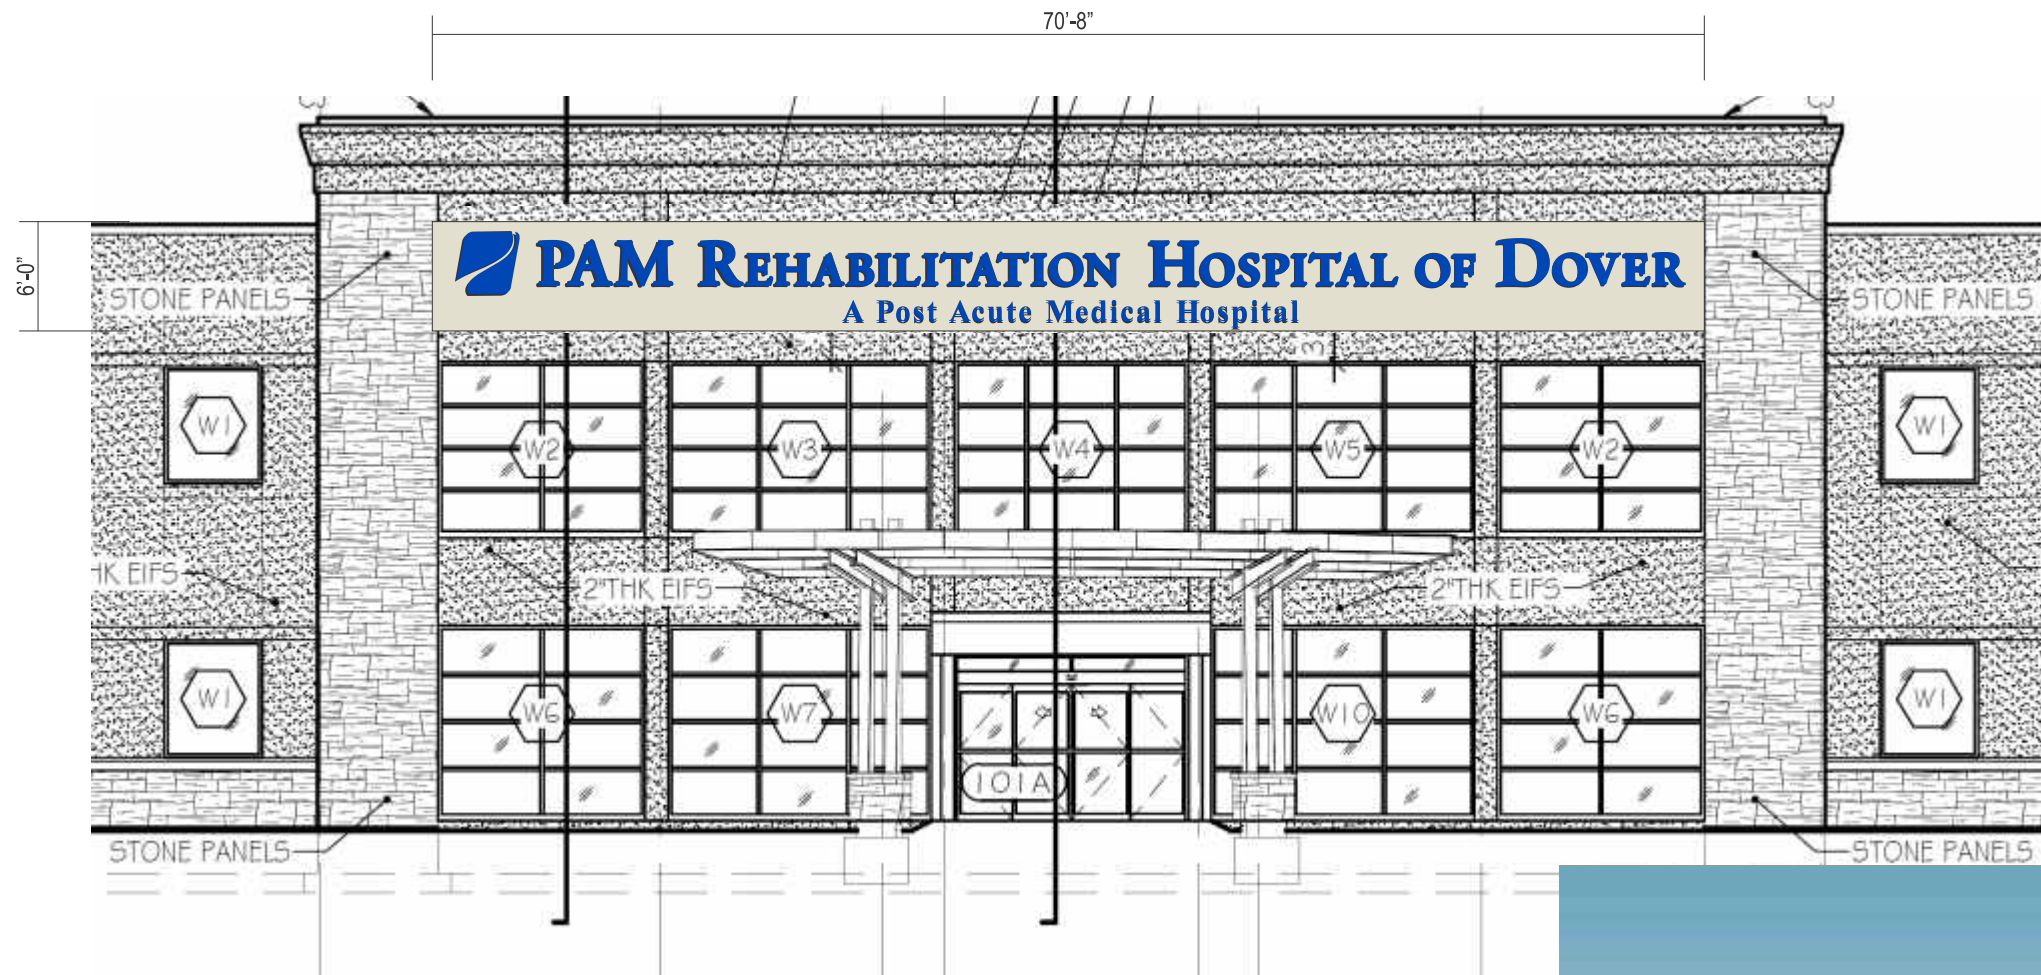 70'-8"
6'-0"
PAM REHABILITATION HOSPITAL OF DOVER
A Post Acute Medical Hospital
STONE PANELS
STONE PANELS
W1
W2
W3
W4
W5
W2
W1
HK EIFS
2"THK EIFS
2"THK EIFS
W1
W6
W7
W10
W6
W1
101A
STONE PANELS
STONE PANELS